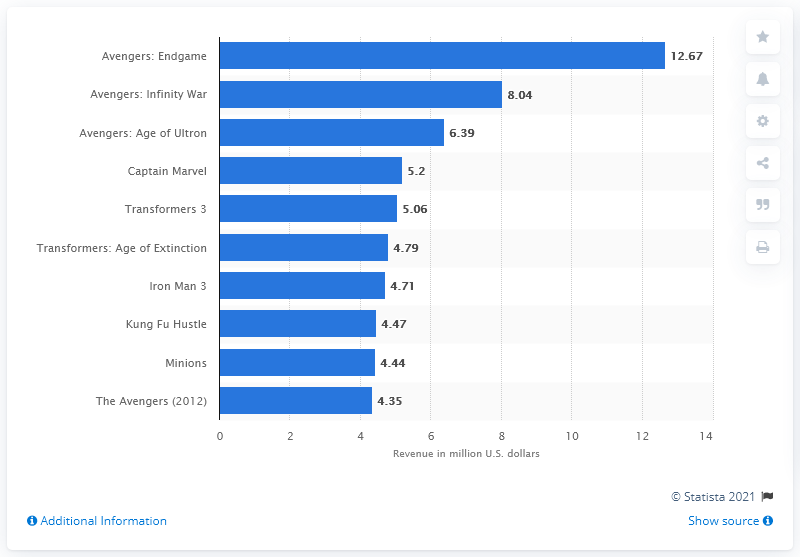 Avengers: Endgame 12.67
Avengers: Infinity War 8.04
Avengers: Age of Ultron 6.39
Captain Marvel 5.2
Transformers 3 5.06
Transformers: Age of Extinction 4.79
Iron Man 3 4.71
Kung Fu Hustle 4.47
Minions 4.44
The Avengers (2012) 4.35
0 2 4 6 8 10 12 14
Revenue in million U.S. dollars
© Statista 2021
Additional Information Show source